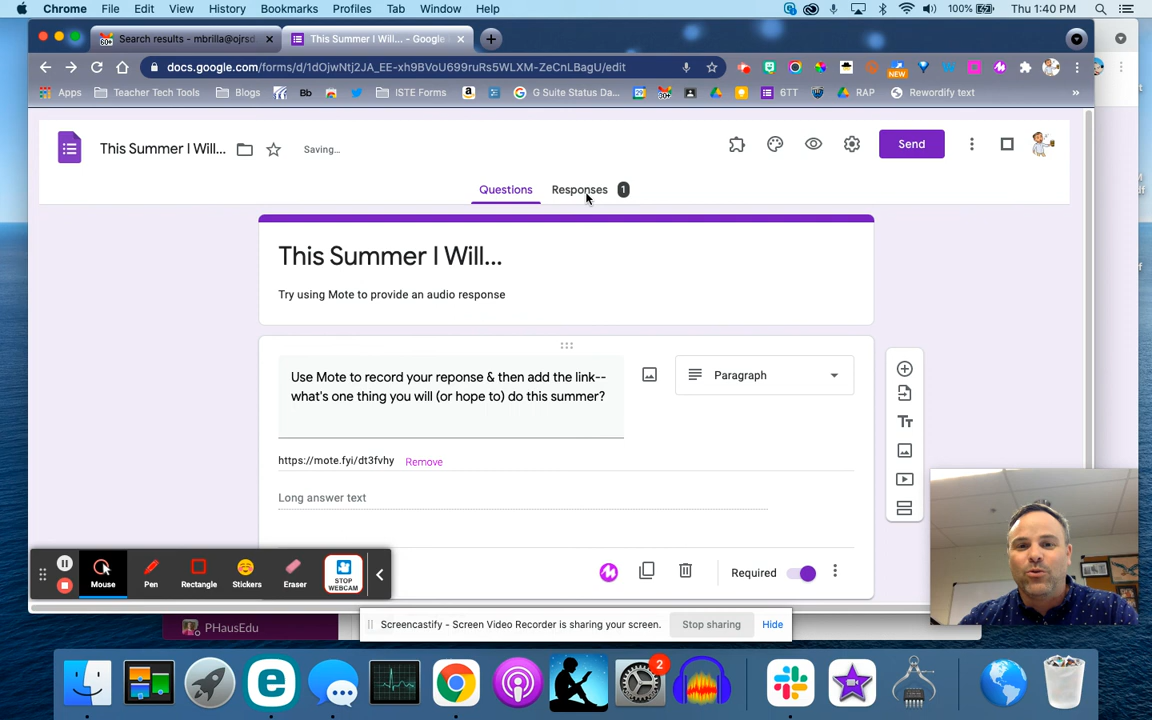 Chrome File Edit View History Bookmarks Profiles Tab Window Help 100% Thu 1:40 PM
Search results - mbrilla@ojrsd
This Summer I Will... - Google
docs.google.com/forms/d/1dOjwNtj2JA_EE-xh9BVoU699ruRs5WLXM-ZeCnLBagU/edit
NEW
Apps Teacher Tech Tools Blogs Bb ISTE Forms G Suite Status Da... 6TT RAP Rewordify text »
This Summer I Will... Saving... Send
Questions Responses 1
This Summer I Will...
Try using Mote to provide an audio response
Use Mote to record your reponse & then add the link--
what's one thing you will (or hope to) do this summer?
Paragraph
https://mote.fyi/dt3fvhy Remove
Long answer text
Required
Mouse Pen Rectangle Stickers Eraser STOP
WEBCAM
Screencastify - Screen Video Recorder is sharing your screen. Stop sharing Hide
PHausEdu
2